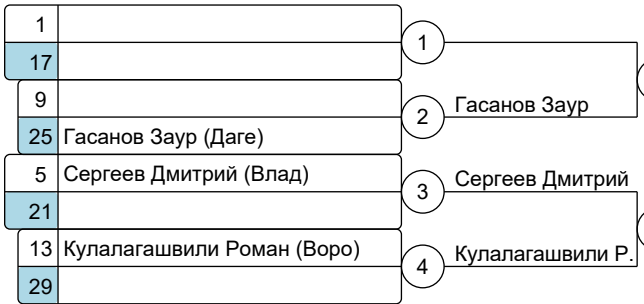 1
17
1
9
25 Гасанов Заур (Даге)
2
Гасанов Заур
5 Сергеев Дмитрий (Влад)
21
3
Сергеев Дмитрий
13 Кулалагашвили Роман (Воро)
29
4
Кулалагашвили Р.